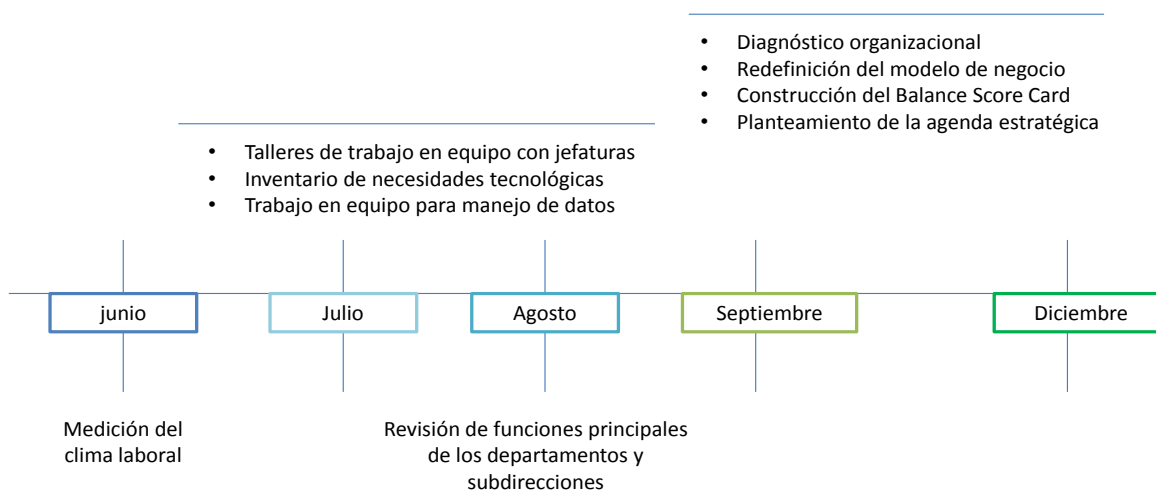 • Diagnóstico organizacional
• Redefinición del modelo de negocio
• Construcción del Balance Score Card
• Planteamiento de la agenda estratégica
• Talleres de trabajo en equipo con jefaturas
• Inventario de necesidades tecnológicas
• Trabajo en equipo para manejo de datos
junio
Julio
Agosto
Septiembre
Diciembre
Medición del
clima laboral
Revisión de funciones principales
de los departamentos y
subdirecciones